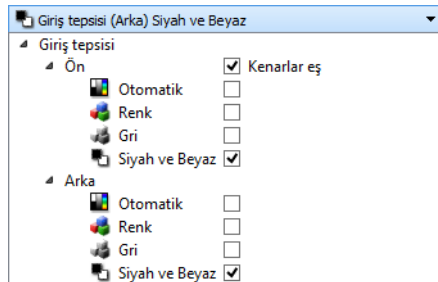 Giriş tepsisi (Arka) Siyah ve Beyaz
Giriş tepsisi
Ön Kenarlar eş
Otomatik
Renk
Gri
Siyah ve Beyaz
Arka
Otomatik
Renk
Gri
Siyah ve Beyaz